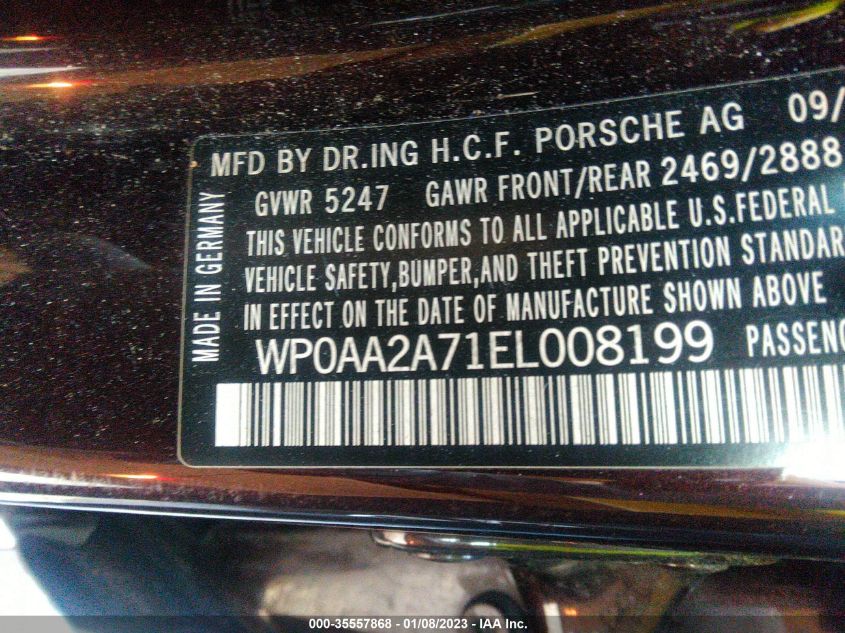 MFD BY DR.ING H.C.F. PORSCHE AG 09/
GVWR 5247 GAWR FRONT/REAR 2469/2888
THIS VEHICLE CONFORMS TO ALL APPLICABLE U.S.FEDERAL
VEHICLE SAFETY,BUMPER,AND THEFT PREVENTION STANDAR
IN EFFECT ON THE DATE OF MANUFACTURE SHOWN ABOVE
WP0AA2A71EL008199 PASSENG
MADE IN GERMANY
000-35557868 - 01/08/2023 - IAA Inc.